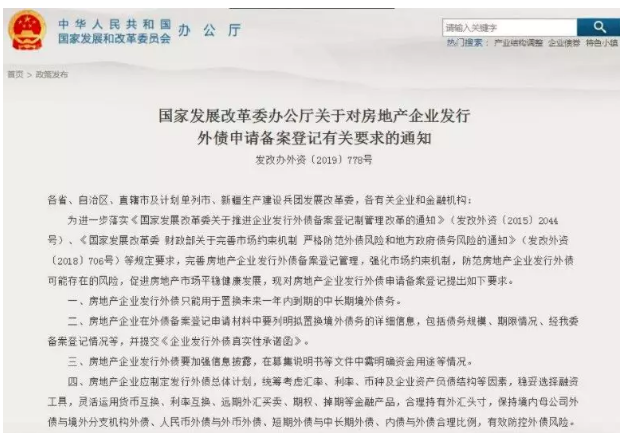 中华人民共和国
国家发展和改革委员会
办公厅
请输入关键字
热门搜索： 产业结构调整 企业债券 特色小镇
首页 > 政策发布
国家发展改革委办公厅关于对房地产企业发行
外债申请备案登记有关要求的通知
发改办外资〔2019〕778号
各省、自治区、直辖市及计划单列市、新疆生产建设兵团发展改革委，各有关企业和金融机构：
为进一步落实《国家发展改革委关于推进企业发行外债备案登记制管理改革的通知》（发改外资〔2015〕2044
号）、《国家发展改革委 财政部关于完善市场约束机制 严格防范外债风险和地方政府债务风险的通知》（发改外资
〔2018〕706号）等规定要求，完善房地产企业发行外债备案登记管理，强化市场约束机制，防范房地产企业发行外债
可能存在的风险，促进房地产市场平稳健康发展，现对房地产企业发行外债申请备案登记提出如下要求。
一、房地产企业发行外债只能用于置换未来一年内到期的中长期境外债务。
二、房地产企业在外债备案登记申请材料中要列明拟置换境外债务的详细信息，包括债务规模、期限情况、经我委
备案登记情况等，并提交《企业发行外债真实性承诺函》。
三、房地产企业发行外债要加强信息披露，在募集说明书等文件中需明确资金用途等情况。
四、房地产企业应制定发行外债总体计划，统筹考虑汇率、利率、币种及企业资产负债结构等因素，稳妥选择融资
工具，灵活运用货币互换、利率互换、远期外汇买卖、期权、掉期等金融产品，合理持有外汇头寸，保持境内母公司外
债与境外分支机构外债、人民币外债与外币外债、短期外债与中长期外债、内债与外债合理比例，有效防控外债风险。